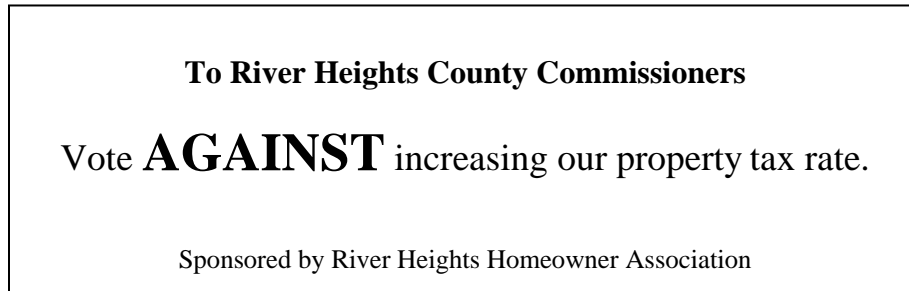 To River Heights County Commissioners
Vote AGAINST increasing our property tax rate.
Sponsored by River Heights Homeowner Association